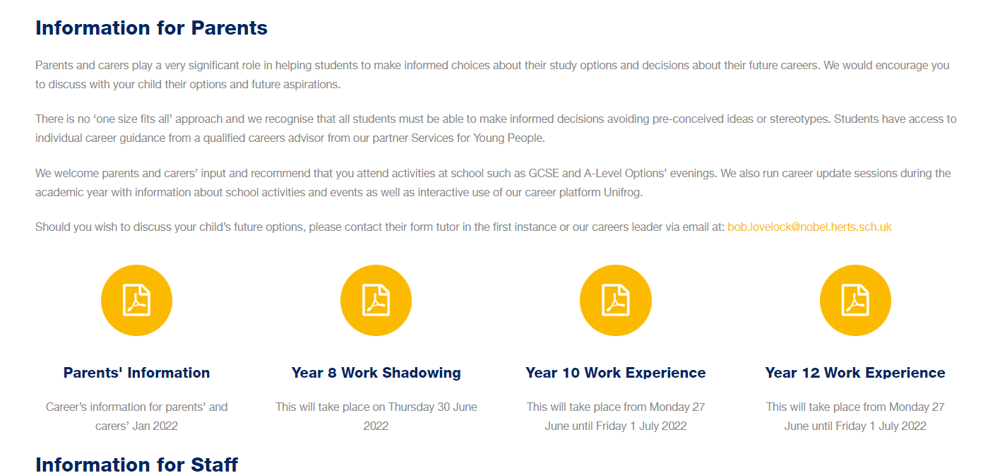 Information for Parents
Parents and carers play a very significant role in helping students to make informed choices about their study options and decisions about their future careers. We would encourage you
to discuss with your child their options and future aspirations.
There is no ‘one size fits all’ approach and we recognise that all students must be able to make informed decisions avoiding pre-conceived ideas or stereotypes. Students have access to
individual career guidance from a qualified careers advisor from our partner Services for Young People.
We welcome parents and carers’ input and recommend that you attend activities at school such as GCSE and A-Level Options’ evenings. We also run career update sessions during the
academic year with information about school activities and events as well as interactive use of our career platform Unifrog.
Should you wish to discuss your child’s future options, please contact their form tutor in the first instance or our careers leader via email at: bob.lovelock@nobel.herts.sch.uk
Parents' Information
Career’s information for parents’ and
carers’ Jan 2022
Year 8 Work Shadowing
This will take place on Thursday 30 June
2022
Year 10 Work Experience
This will take place from Monday 27
June until Friday 1 July 2022
Year 12 Work Experience
This will take place from Monday 27
June until Friday 1 July 2022
Information for Staff